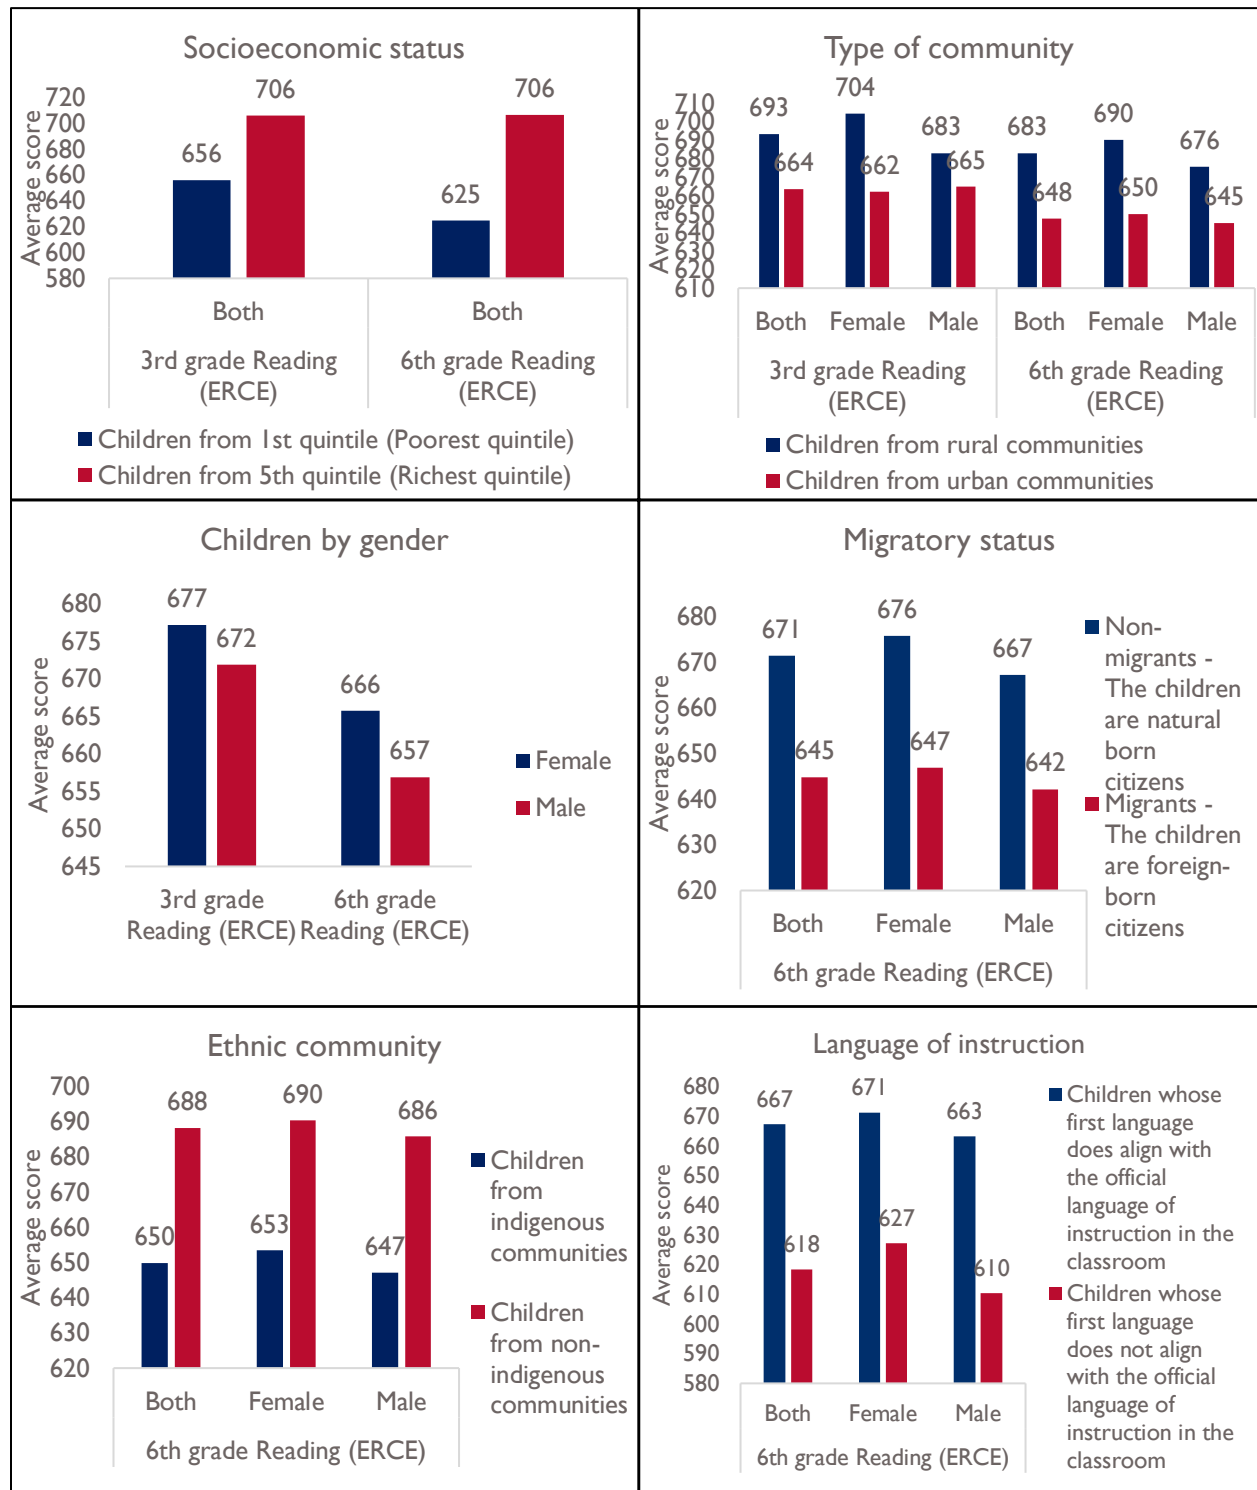 Socioeconomic status
Average score
720
700
680
660
640
620
600
580
656
706
625
706
Both
Both
3rd grade Reading
(ERCE)
6th grade Reading
(ERCE)
Children from 1st quintile (Poorest quintile)
Children from 5th quintile (Richest quintile)
Type of community
Average score
710
700
690
680
670
660
650
640
630
620
610
693
664
704
662
683
665
683
648
690
650
676
645
Both
Female
Male
Both
Female
Male
3rd grade Reading
(ERCE)
6th grade Reading
(ERCE)
Children from rural communities
Children from urban communities
Children by gender
Average score
680
675
670
665
660
655
650
645
677
672
666
657
3rd grade
Reading (ERCE)
6th grade
Reading (ERCE)
Female
Male
Migratory status
Average score
680
670
660
650
640
630
620
671
645
676
647
667
642
Both
Female
Male
6th grade Reading (ERCE)
Non-
migrants -
The children
are natural
born
citizens
Migrants -
The children
are foreign-
born
citizens
Ethnic community
Average score
700
690
680
670
660
650
640
630
620
650
688
653
690
647
686
Both
Female
Male
6th grade Reading (ERCE)
Children
from
indigenous
communities
Children
from non-
indigenous
communities
Language of instruction
Average score
680
670
660
650
640
630
620
610
600
590
580
667
618
671
627
663
610
Both
Female
Male
6th grade Reading (ERCE)
Children whose
first language
does align with
the official
language of
instruction in the
classroom
Children whose
first language
does not align
with the official
language of
instruction in the
classroom